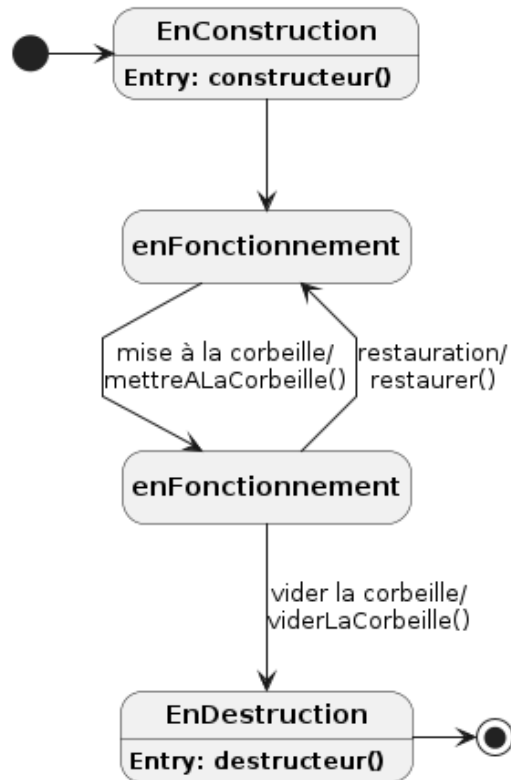 EnConstruction
Entry: constructeur()
enFonctionnement
mise à la corbeille/
mettreALaCorbeille()
restauration/
restaurer()
enFonctionnement
vider la corbeille/
viderLaCorbeille()
EnDestruction
Entry: destructeur()